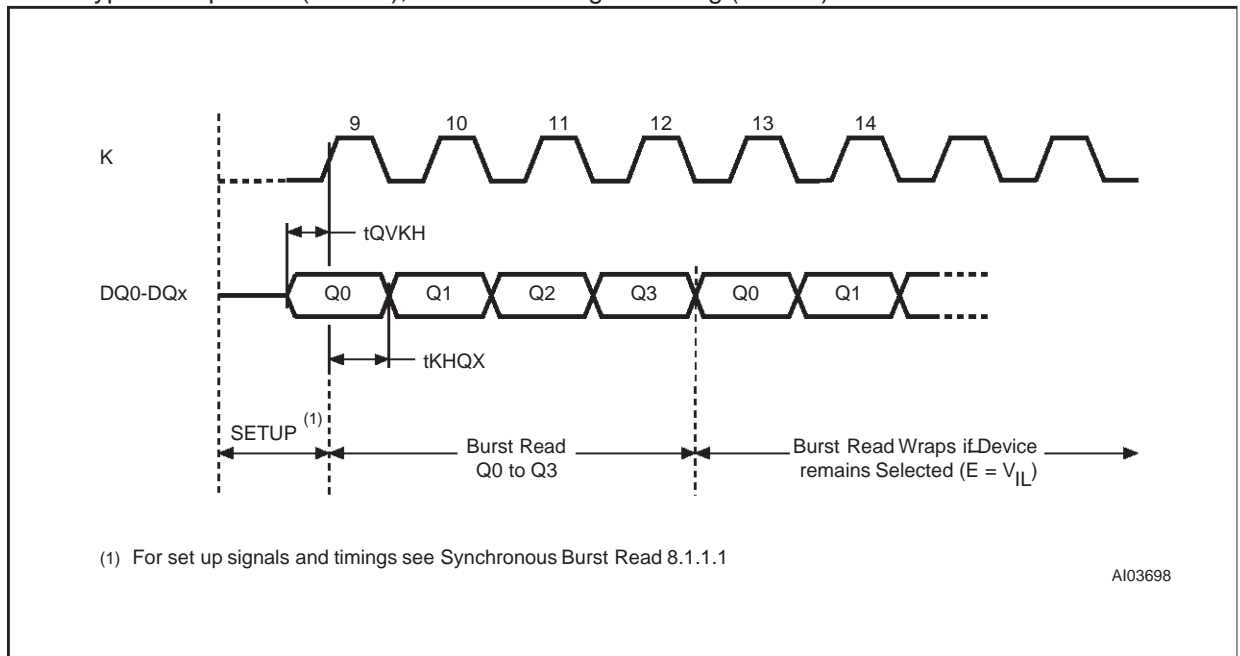 9 10 11 12 13 14
K
tQVKH
DQ0-DQx Q0 Q1 Q2 Q3 Q0 Q1
tKHQX
SETUP (1)
Burst Read
Q0 to Q3
Burst Read Wraps if Device
remains Selected (E = VIL)
(1) For set up signals and timings see Synchronous Burst Read 8.1.1.1
AI03698